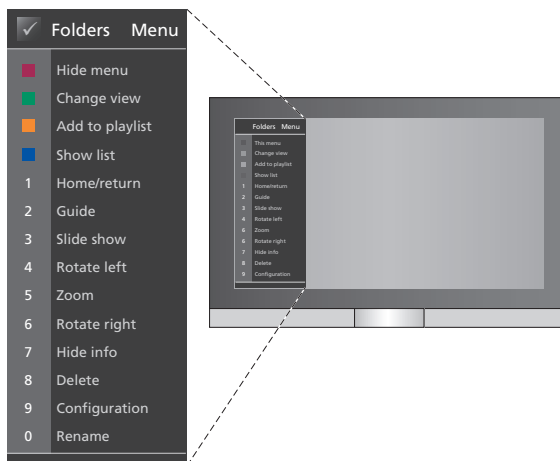 Folders Menu
Hide menu
Change view
Add to playlist
Show list
1 Home/return
2 Guide
3 Slide show
4 Rotate left
5 Zoom
6 Rotate right
7 Hide info
8 Delete
9 Configuration
0 Rename
Folders Menu
This menu
Change view
Add to playlist
Show list
1 Home/return
2 Guide
3 Slide show
4 Rotate left
6 Zoom
6 Rotate right
7 Hide info
8 Delete
9 Configuration